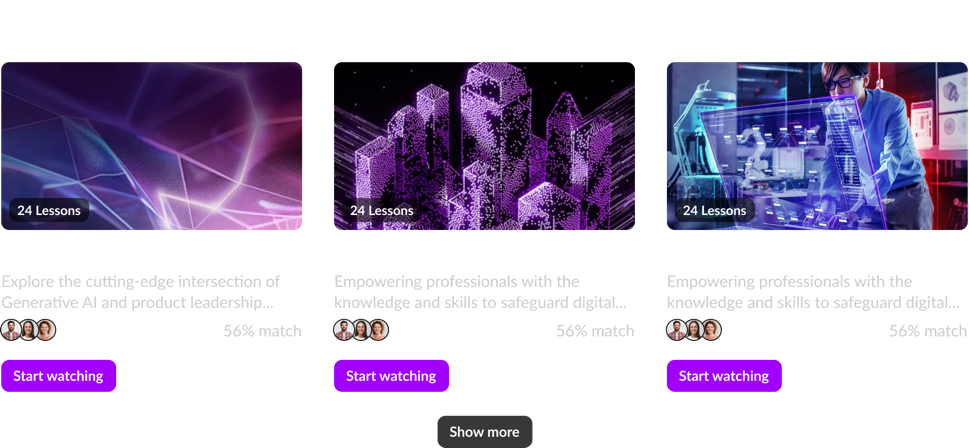 24 Lessons
24 Lessons
24 Lessons
Explore the cutting-edge intersection of
Generative AI and product leadership...
56% match
Start watching
Empowering professionals with the
knowledge and skills to safeguard digital...
56% match
Start watching
Empowering professionals with the
knowledge and skills to safeguard digital...
56% match
Start watching
Show more